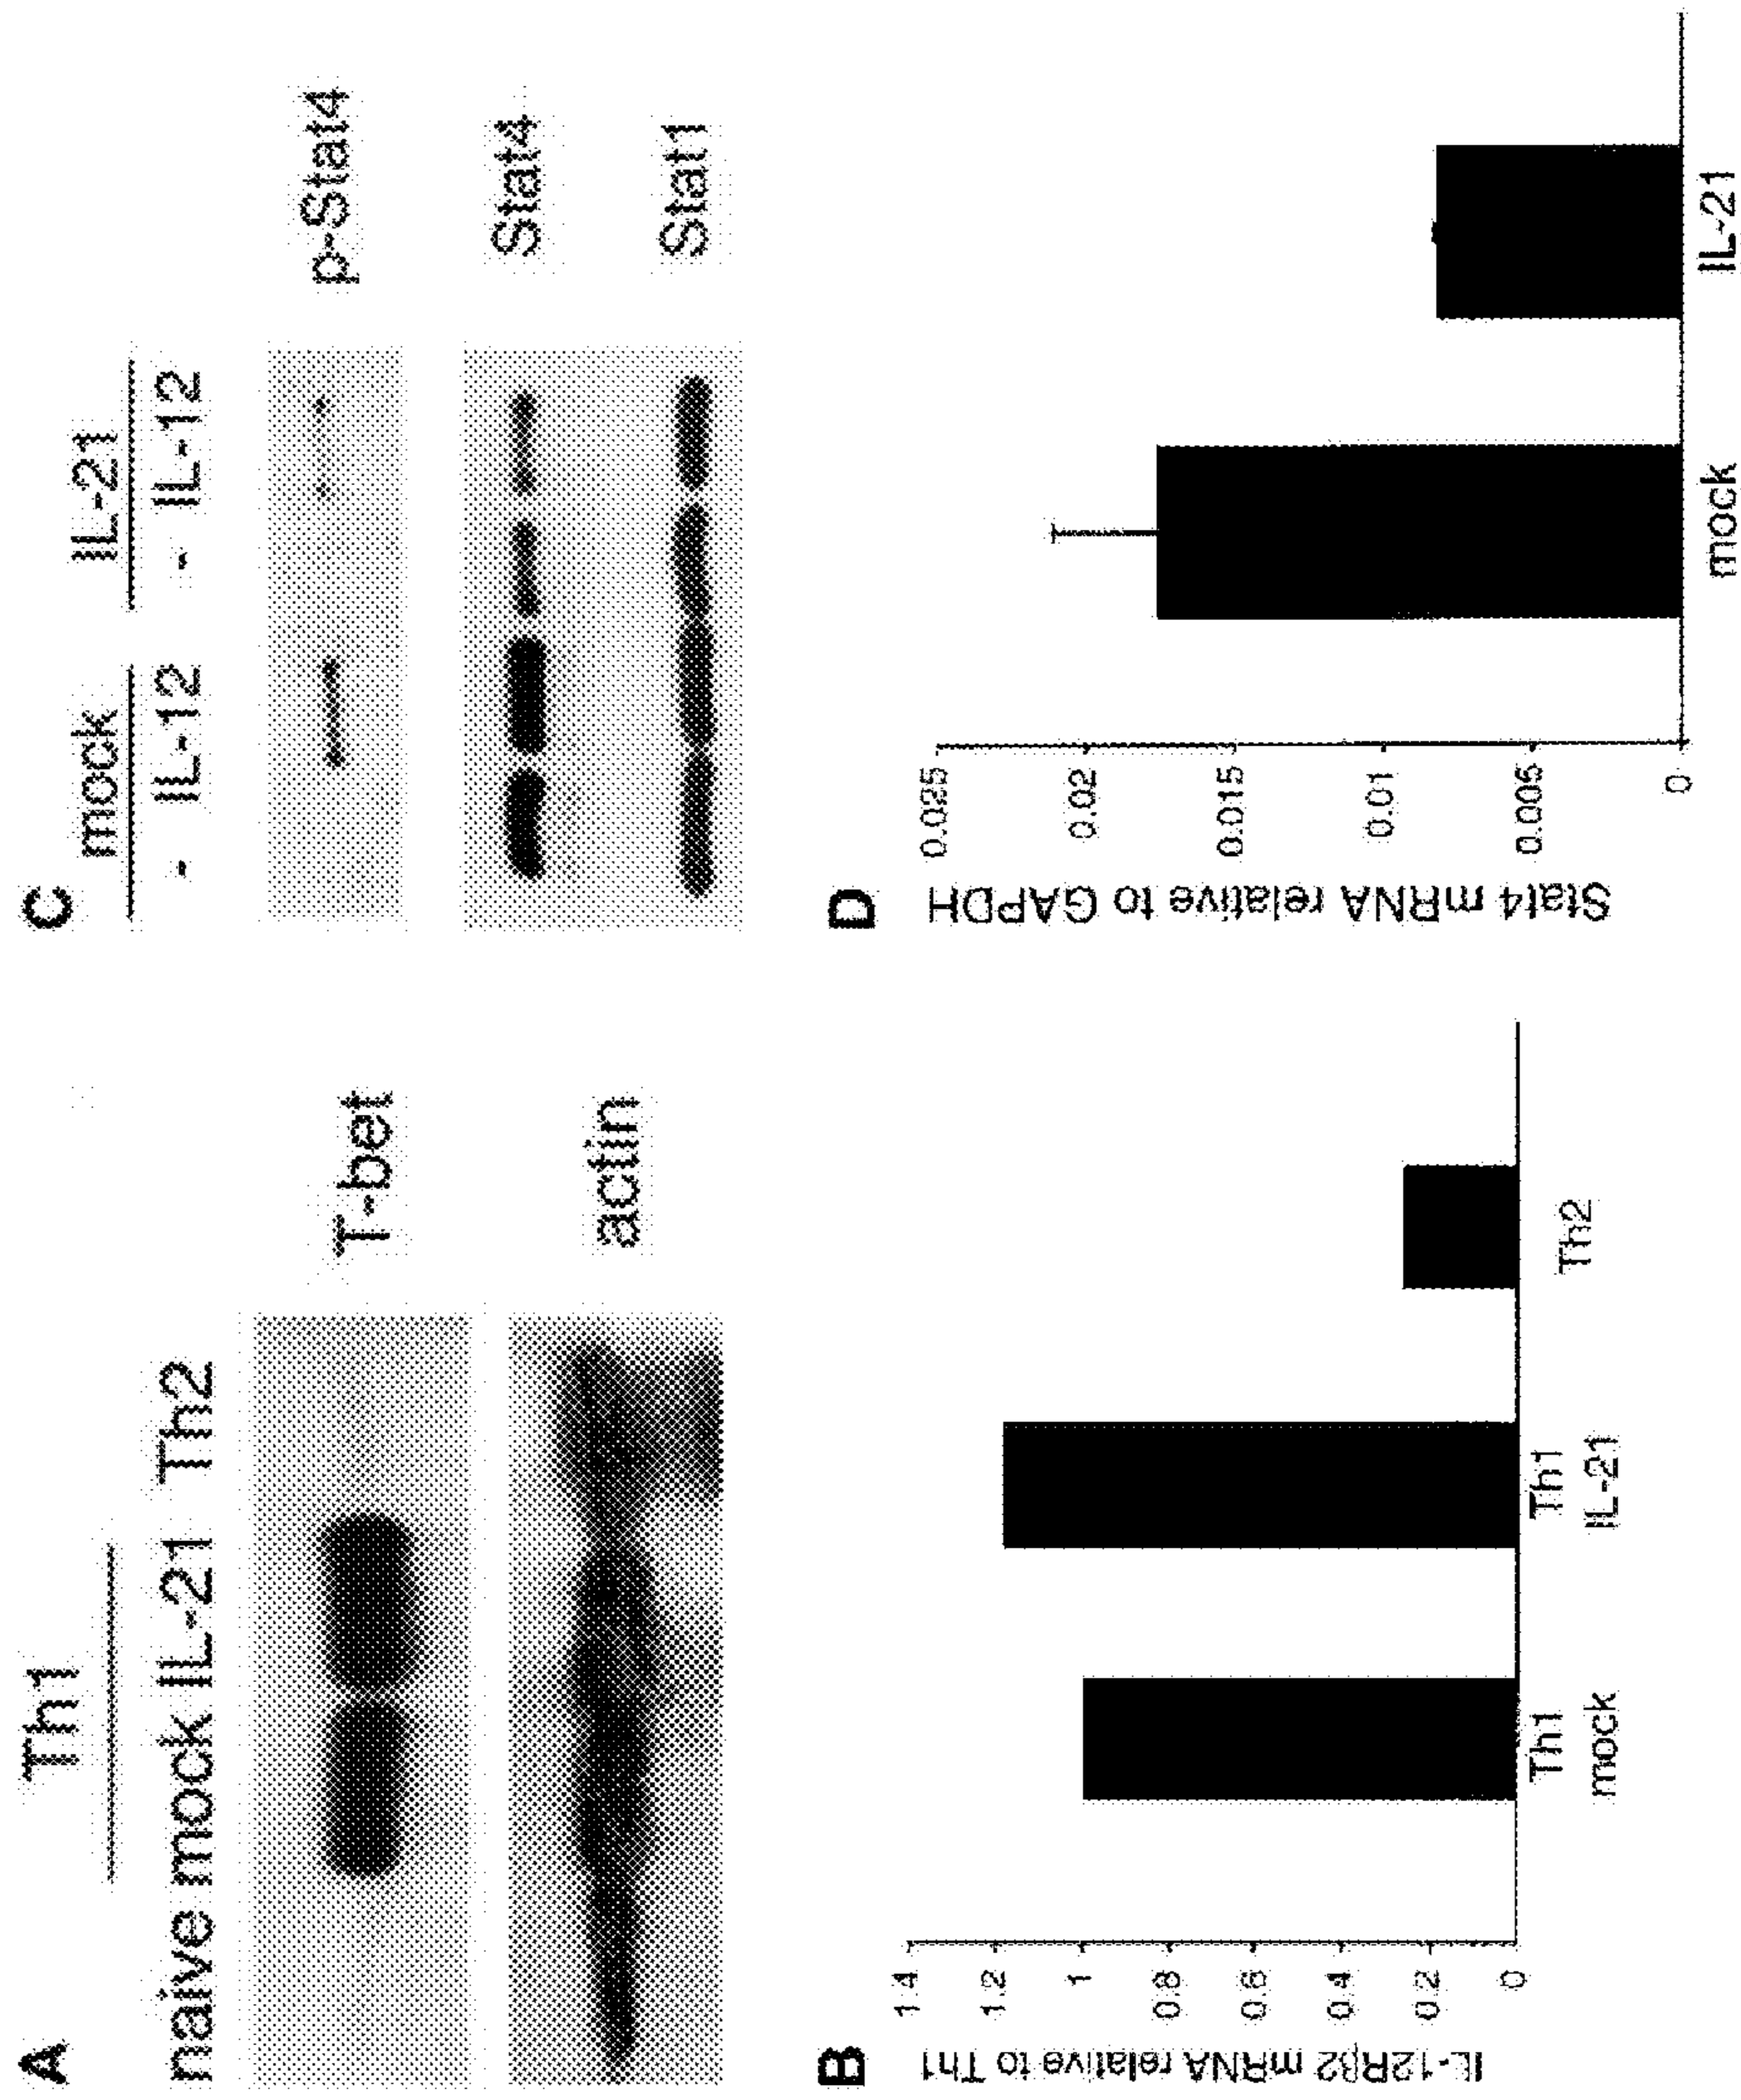 A
Th1
naive mock IL-21 Th2
T-bet
actin
B
IL-12Rβ2 mRNA relative to Th1
1.4
1.2
1
0.8
0.6
0.4
0.2
0
Th1 Th1 Th2
mock IL-21
C
mock IL-21
- IL-12 - IL-12
p-Stat4
Stat4
Stat1
D
Stat4 mRNA relative to GAPDH
0.025
0.02
0.015
0.01
0.005
0
mock IL-21